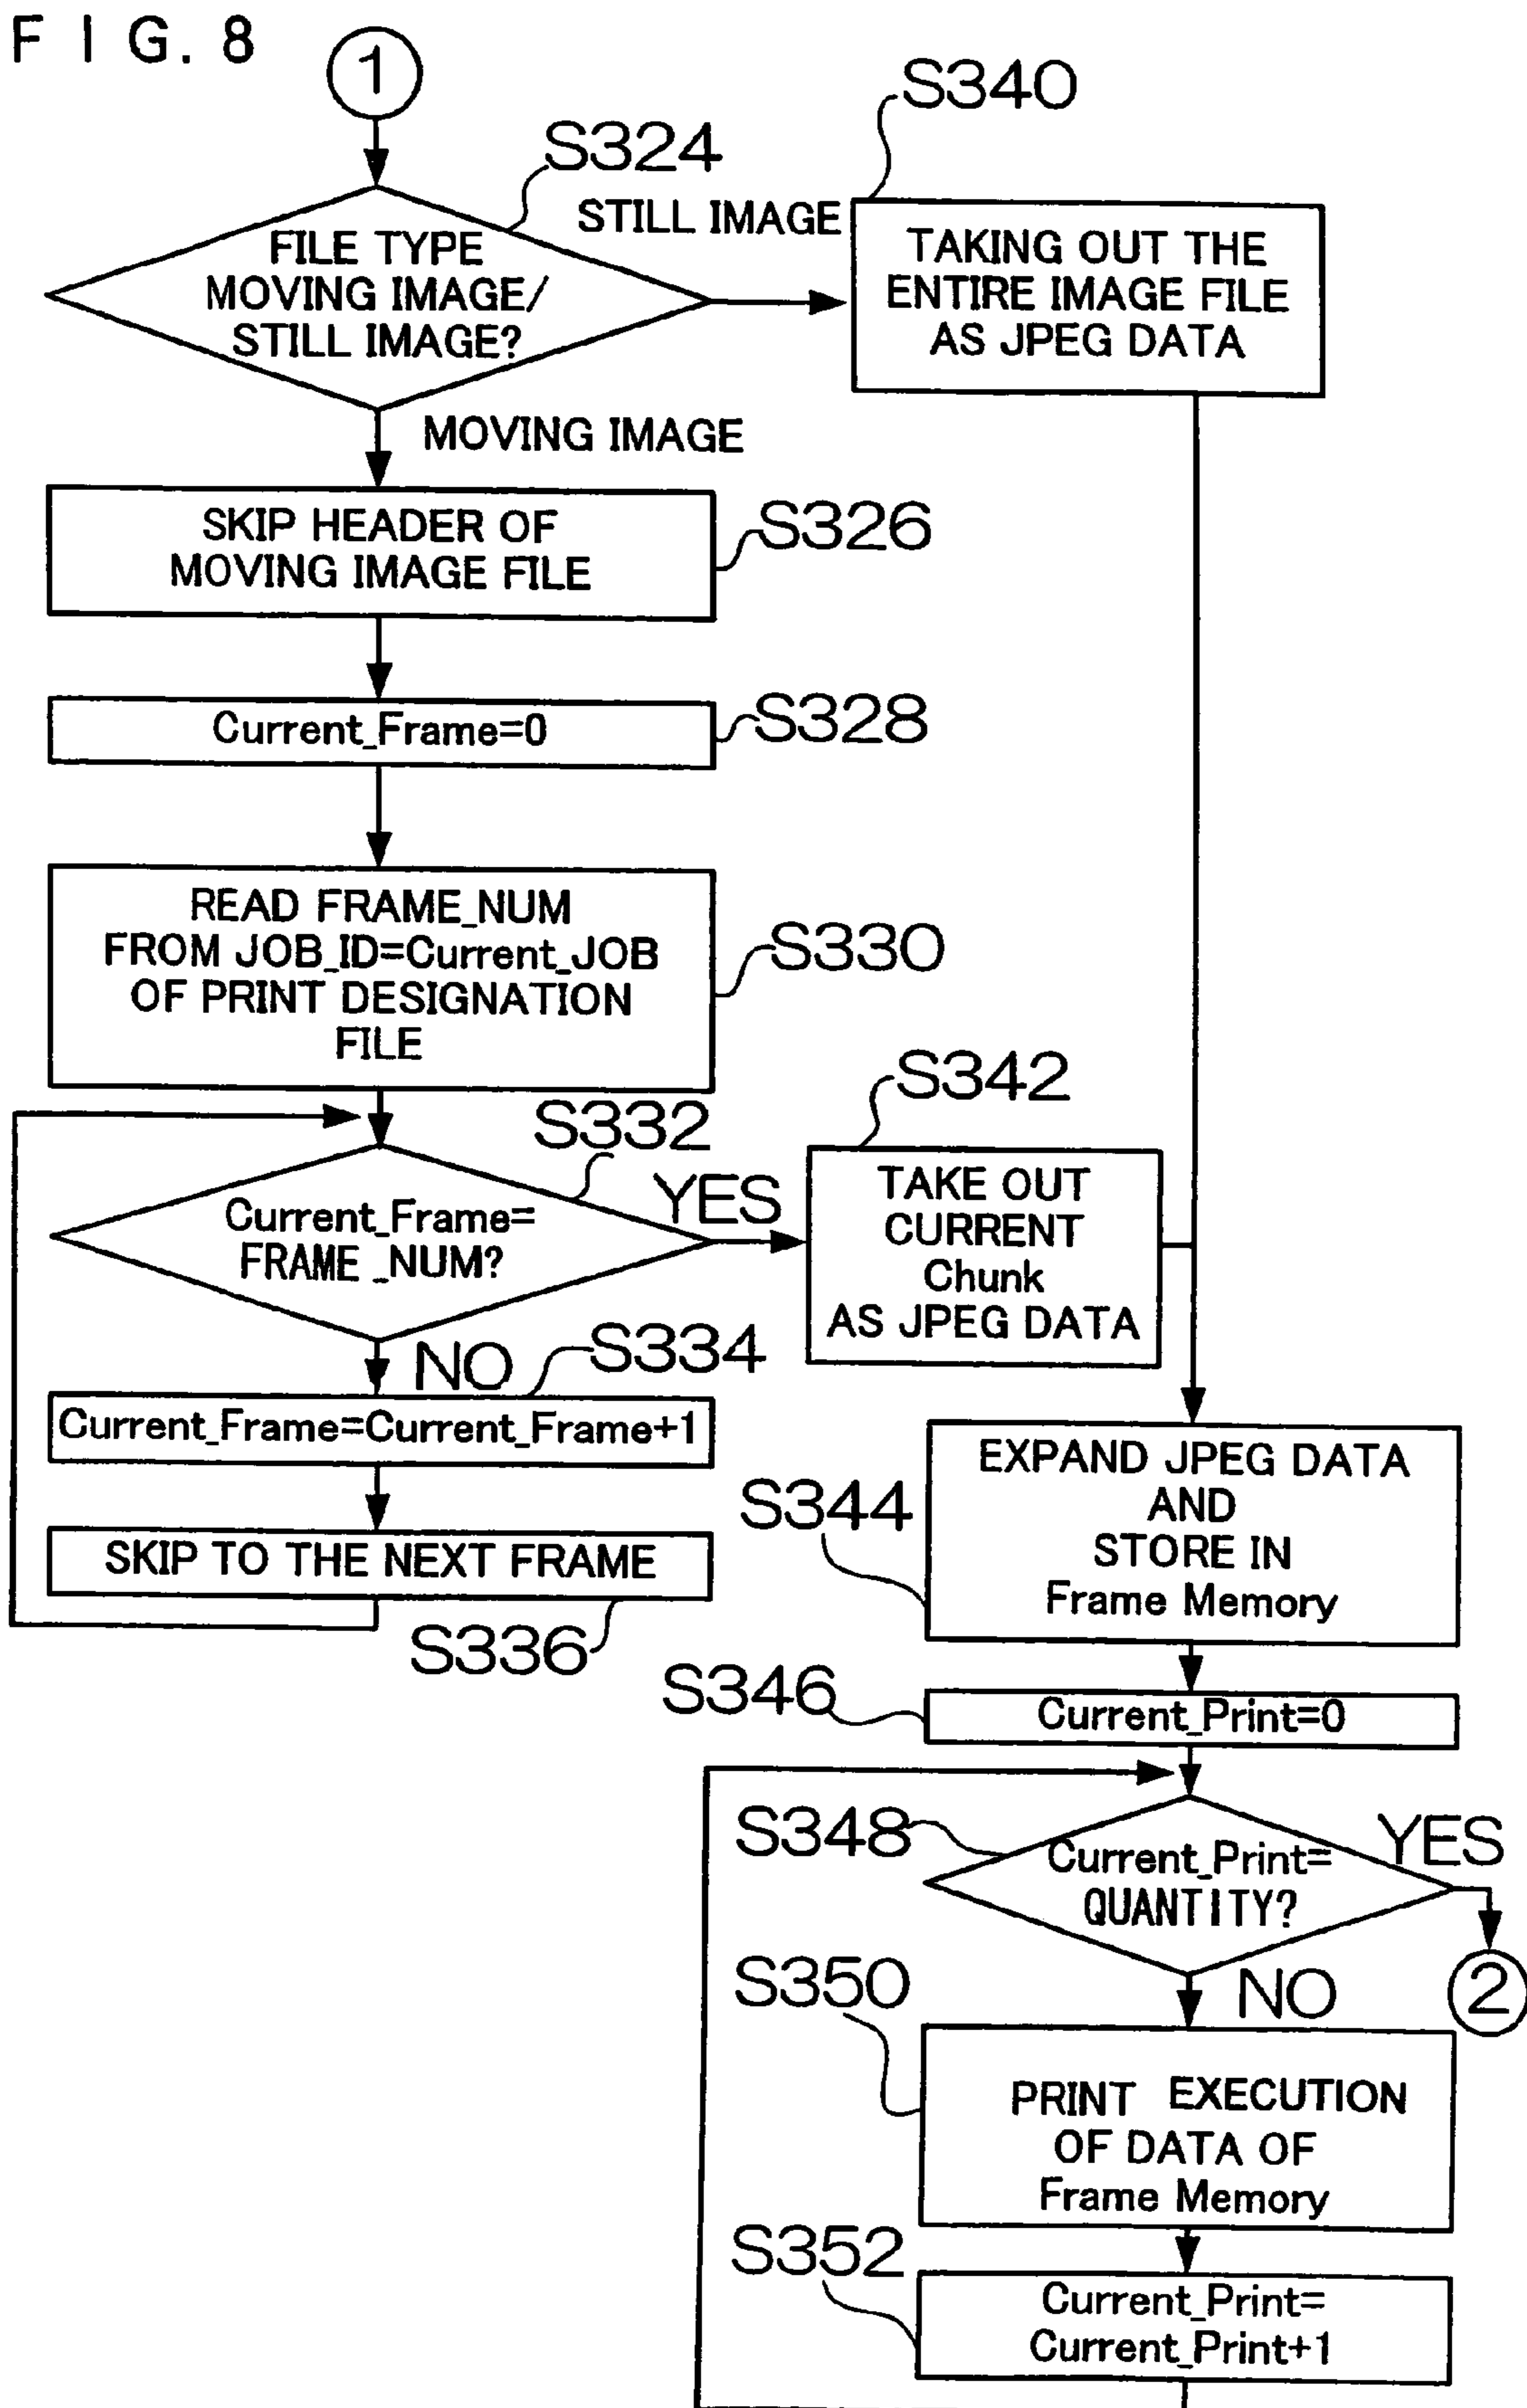 F I G. 8
1
S324
S340
STILL IMAGE
FILE TYPE
MOVING IMAGE/
STILL IMAGE?
TAKING OUT THE
ENTIRE IMAGE FILE
AS JPEG DATA
MOVING IMAGE
SKIP HEADER OF
MOVING IMAGE FILE
S326
Current_Frame=0
S328
READ FRAME_NUM
FROM JOB_ID=Current_JOB
OF PRINT DESIGNATION
FILE
S330
S332
S342
Current_Frame=
FRAME _NUM?
YES
TAKE OUT
CURRENT
Chunk
AS JPEG DATA
NO
S334
Current_Frame=Current_Frame+1
SKIP TO THE NEXT FRAME
S336
S344
EXPAND JPEG DATA
AND
STORE IN
Frame Memory
S346
Current_Print=0
S348
Current_Print=
QUANTITY?
YES
2
NO
S350
PRINT EXECUTION
OF DATA OF
Frame Memory
S352
Current_Print=
Current_Print+1